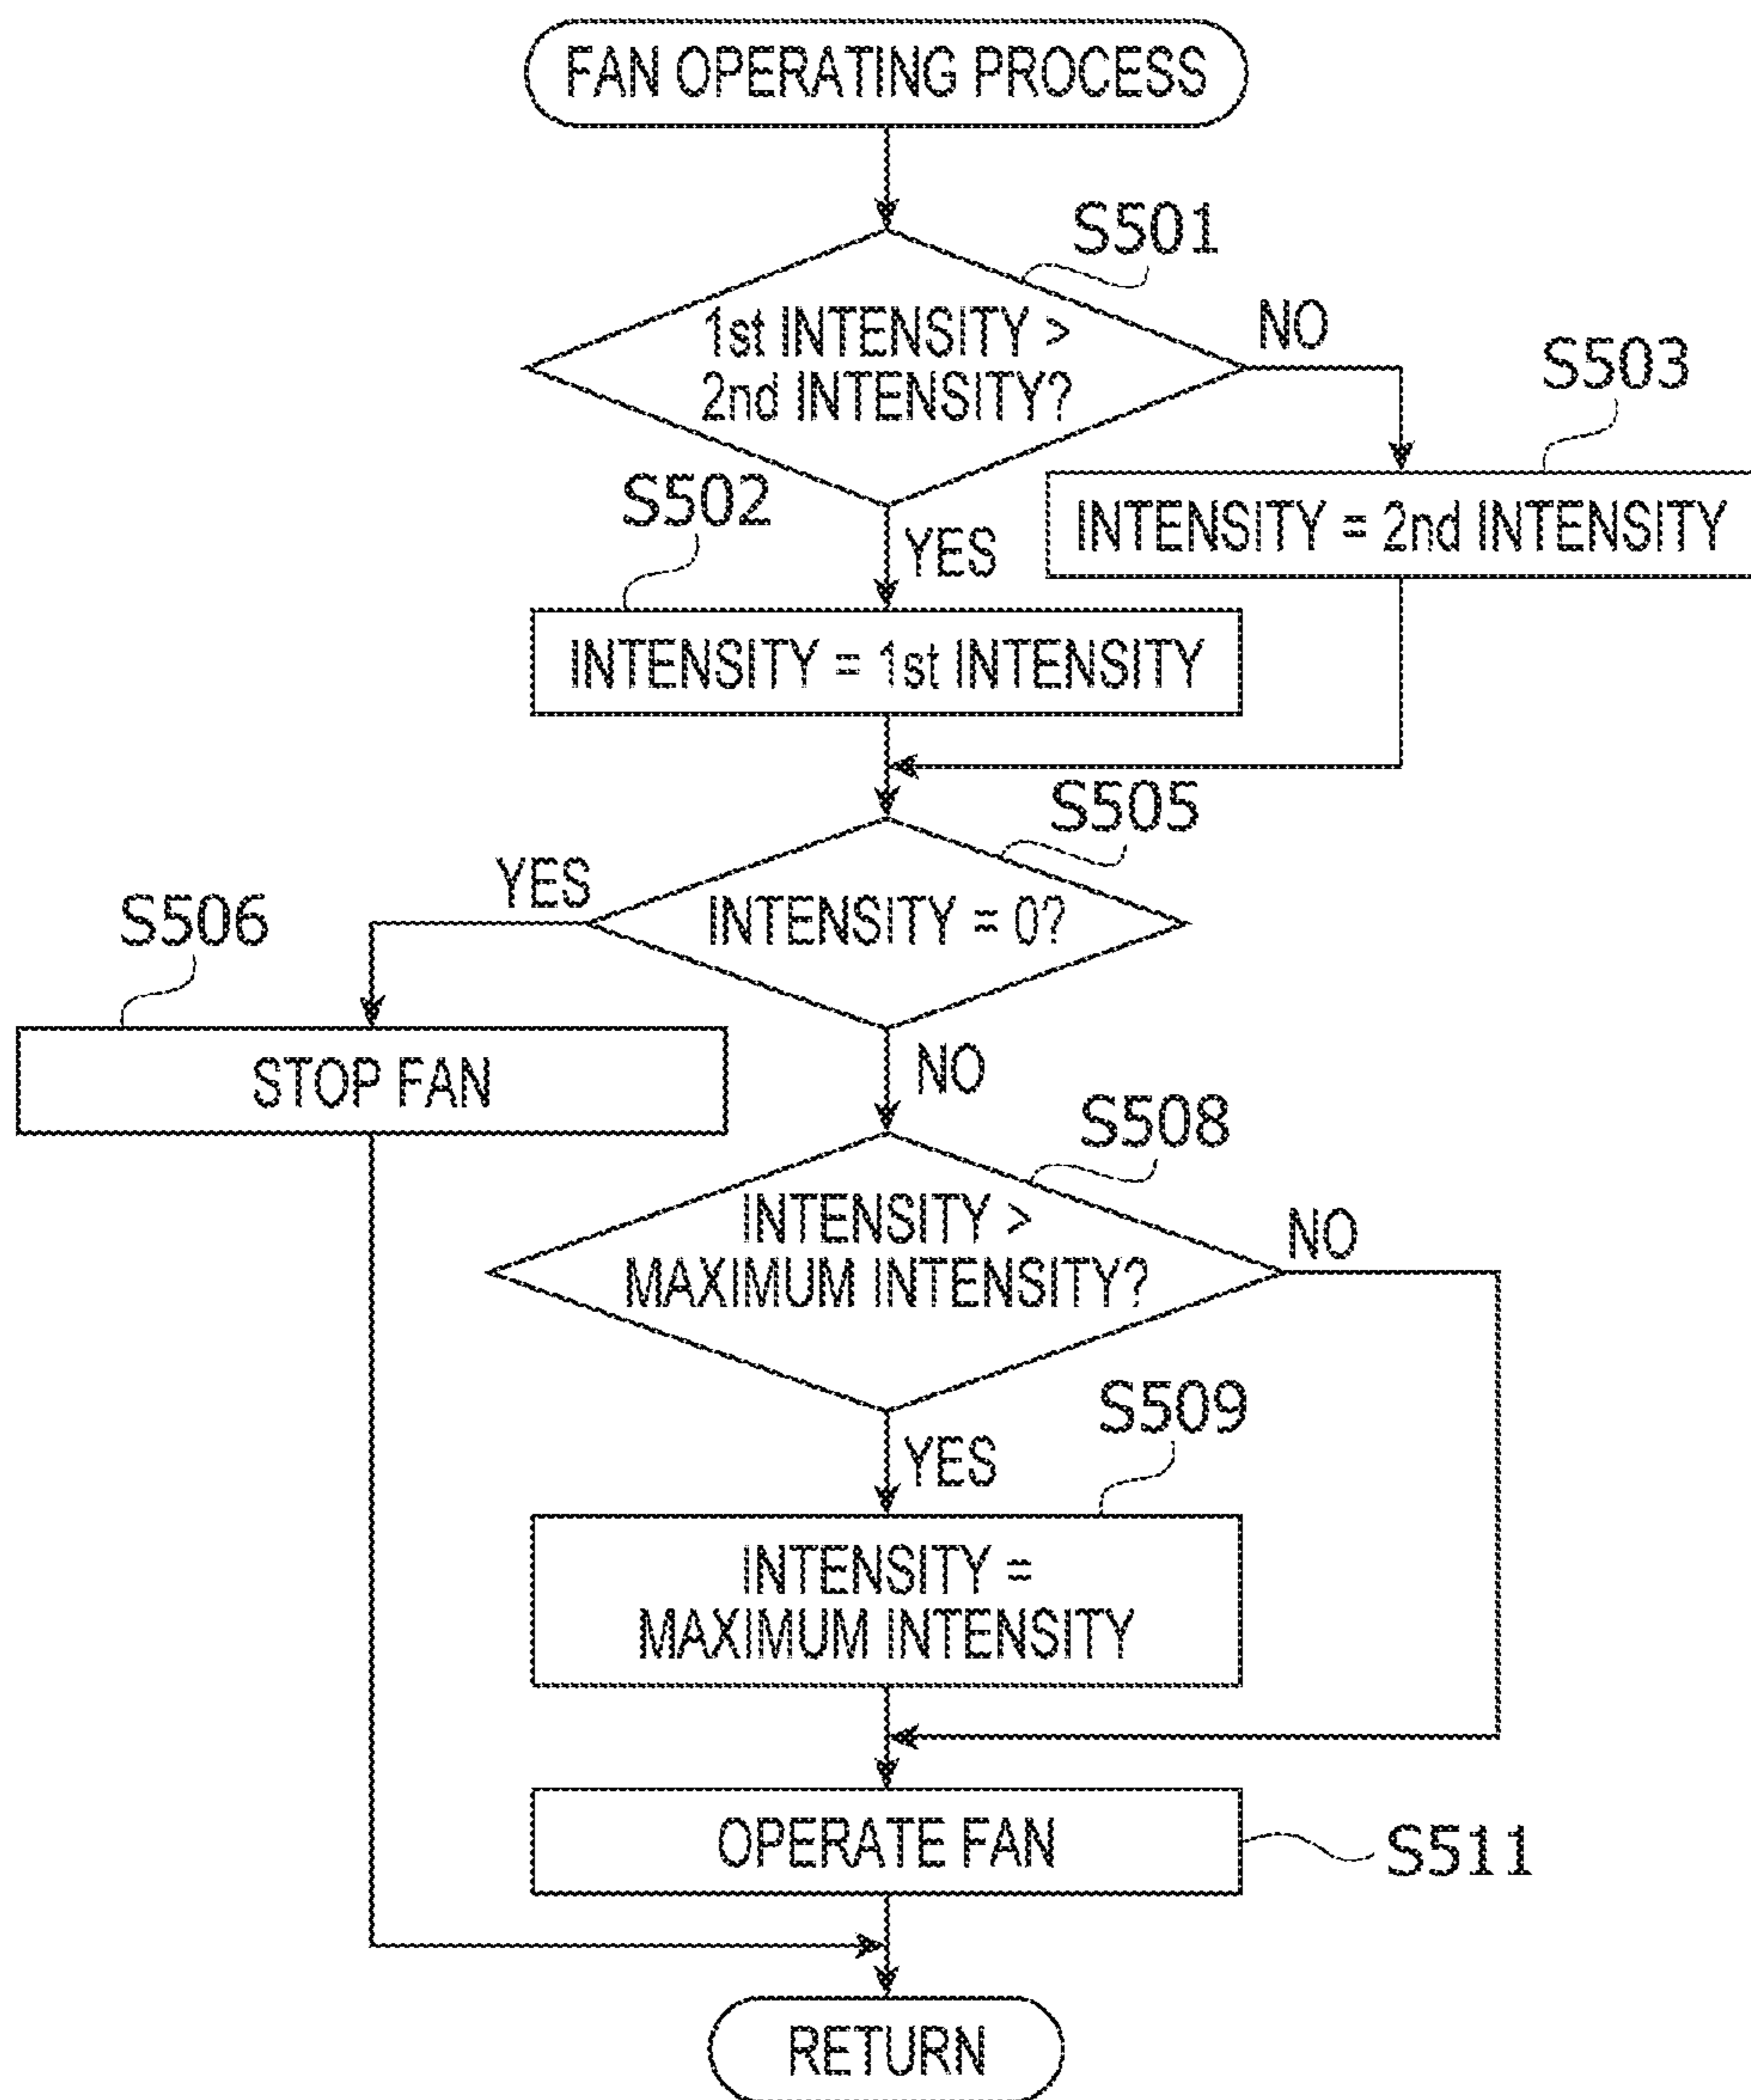 FAN OPERATING PROCESS
S501
1st INTENSITY >
2nd INTENSITY?
NO
S503
INTENSITY = 2nd INTENSITY
S502
YES
INTENSITY = 1st INTENSITY
S505
YES
INTENSITY = 0?
S506
STOP FAN
NO
S508
INTENSITY >
MAXIMUM INTENSITY?
NO
S509
YES
INTENSITY =
MAXIMUM INTENSITY
OPERATE FAN
S511
RETURN